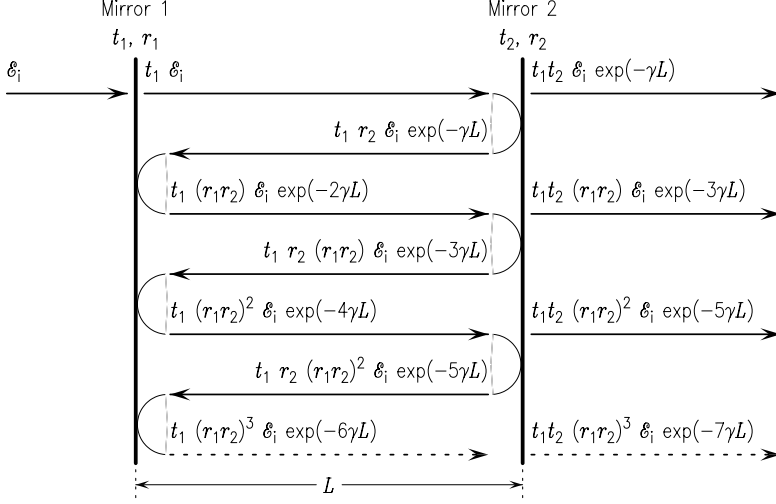 Mirror 1 Mirror 2
t₁, r₁ t₂, r₂
ℰᵢ t₁ ℰᵢ t₁t₂ ℰᵢ exp(-γL)
t₁ r₂ ℰᵢ exp(-γL)
t₁ (r₁r₂) ℰᵢ exp(-2γL) t₁t₂ (r₁r₂) ℰᵢ exp(-3γL)
t₁ r₂ (r₁r₂) ℰᵢ exp(-3γL)
t₁ (r₁r₂)² ℰᵢ exp(-4γL) t₁t₂ (r₁r₂)² ℰᵢ exp(-5γL)
t₁ r₂ (r₁r₂)² ℰᵢ exp(-5γL)
t₁ (r₁r₂)³ ℰᵢ exp(-6γL) t₁t₂ (r₁r₂)³ ℰᵢ exp(-7γL)
L